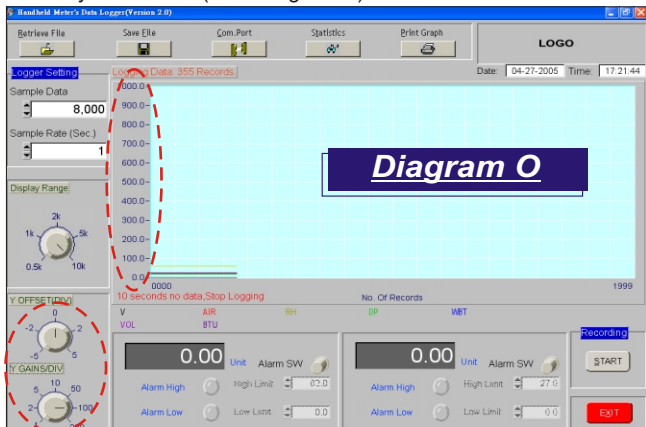 Handheld Meter's Data Logger(Version 2.0)
Retrieve File
Save File
Com.Port
Statistics
Print Graph
LOGO
Logger Setting
Logging Data: 355 Records
Date: 04-27-2005 Time: 17:21:44
Sample Data
8,000
Sample Rate (Sec.)
1
000.0
900.0
800.0
700.0
600.0
500.0
400.0
300.0
200.0
100.0
0.0
Diagram O
Display Range
2k
1k
5k
0.5k
10k
0000
1999
10 seconds no data,Stop Logging
No. Of Records
V
AIR
RH
DP
WBT
VOL
BTU
Y OFFSET(DIV)
0
-2
2
-5
5
Y GAINS/DIV
10
5
50
2
100
0.00 Unit Alarm SW
Alarm High High Limit
Alarm Low Low Limit 0.0
0.00 Unit Alarm SW
Alarm High High Limit
Alarm Low Low Limit 0.0
Recording
START
EXIT